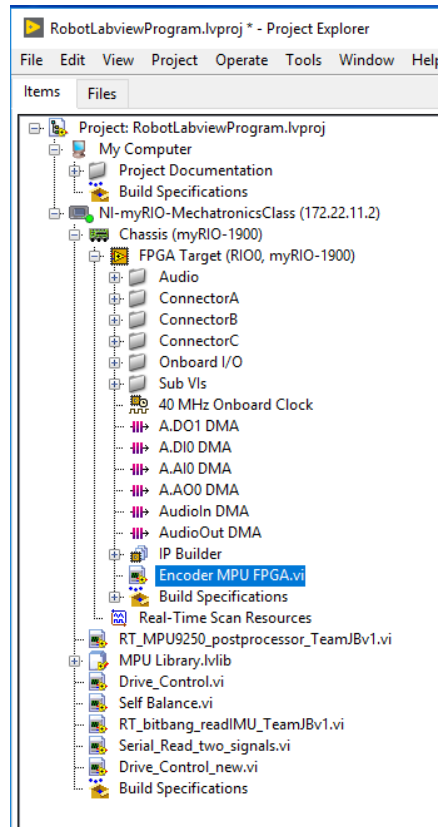 RobotLabviewProgram.lvproj * - Project Explorer
File Edit View Project Operate Tools Window Help
Items Files
Project: RobotLabviewProgram.lvproj
My Computer
Project Documentation
Build Specifications
NI-myRIO-MechatronicsClass (172.22.11.2)
Chassis (myRIO-1900)
FPGA Target (RIO0, myRIO-1900)
Audio
ConnectorA
ConnectorB
ConnectorC
Onboard I/O
Sub VIs
40 MHz Onboard Clock
A.DO1 DMA
A.DI0 DMA
A.AI0 DMA
A.AO0 DMA
AudioIn DMA
AudioOut DMA
IP Builder
Encoder MPU FPGA.vi
Build Specifications
Real-Time Scan Resources
RT_MPU9250_postprocessor_TeamJBv1.vi
MPU Library.lvlib
Drive_Control.vi
Self Balance.vi
RT_bitbang_readIMU_TeamJBv1.vi
Serial_Read_two_signals.vi
Drive_Control_new.vi
Build Specifications